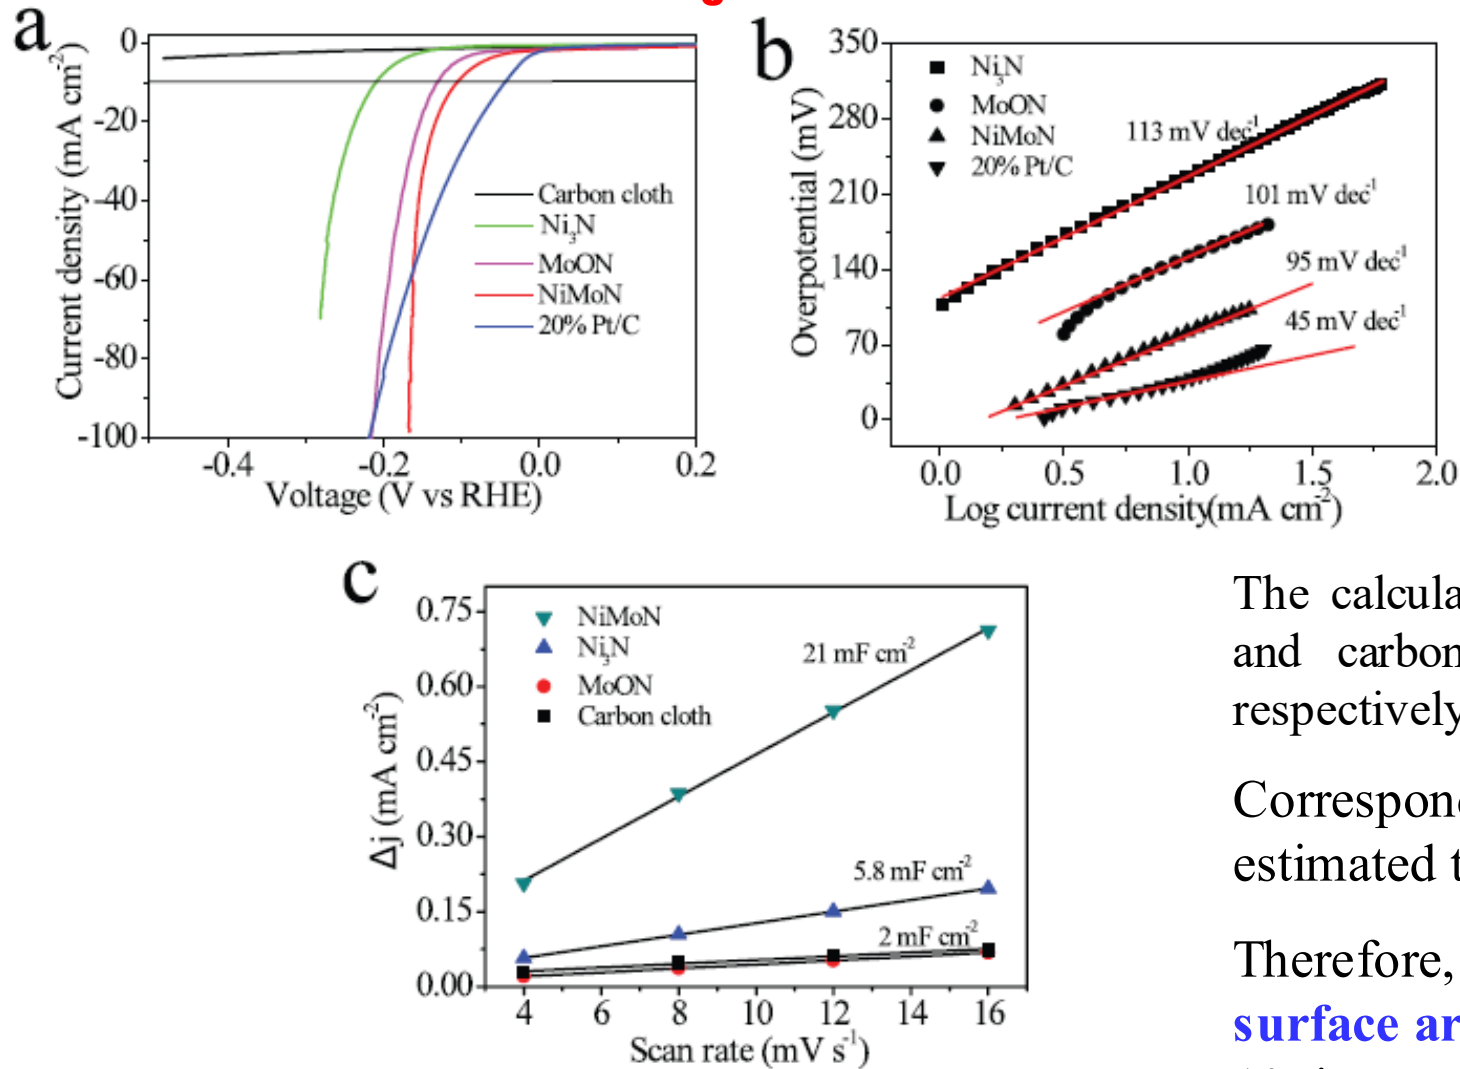 g
a
0
-20
-40
-60
-80
-100
Current density (mA cm-2)
-0.4 -0.2 0.0 0.2
Voltage (V vs RHE)
Carbon cloth
Ni3N
MoON
NiMoN
20% Pt/C
b
350
280
210
140
70
0
Overpotential (mV)
Ni3N
MoON
NiMoN
20% Pt/C
113 mV dec-1
101 mV dec-1
95 mV dec-1
45 mV dec-1
0.0 0.5 1.0 1.5 2.0
Log current density(mA cm-2)
c
0.75
0.60
0.45
0.30
0.15
0.00
Δj (mA cm-2)
NiMoN
Ni3N
MoON
Carbon cloth
21 mF cm-2
5.8 mF cm-2
2 mF cm-2
4 6 8 10 12 14 16
Scan rate (mV s-1)
The calcula
and carbon
respectively
Correspond
estimated t
Therefore,
surface ar